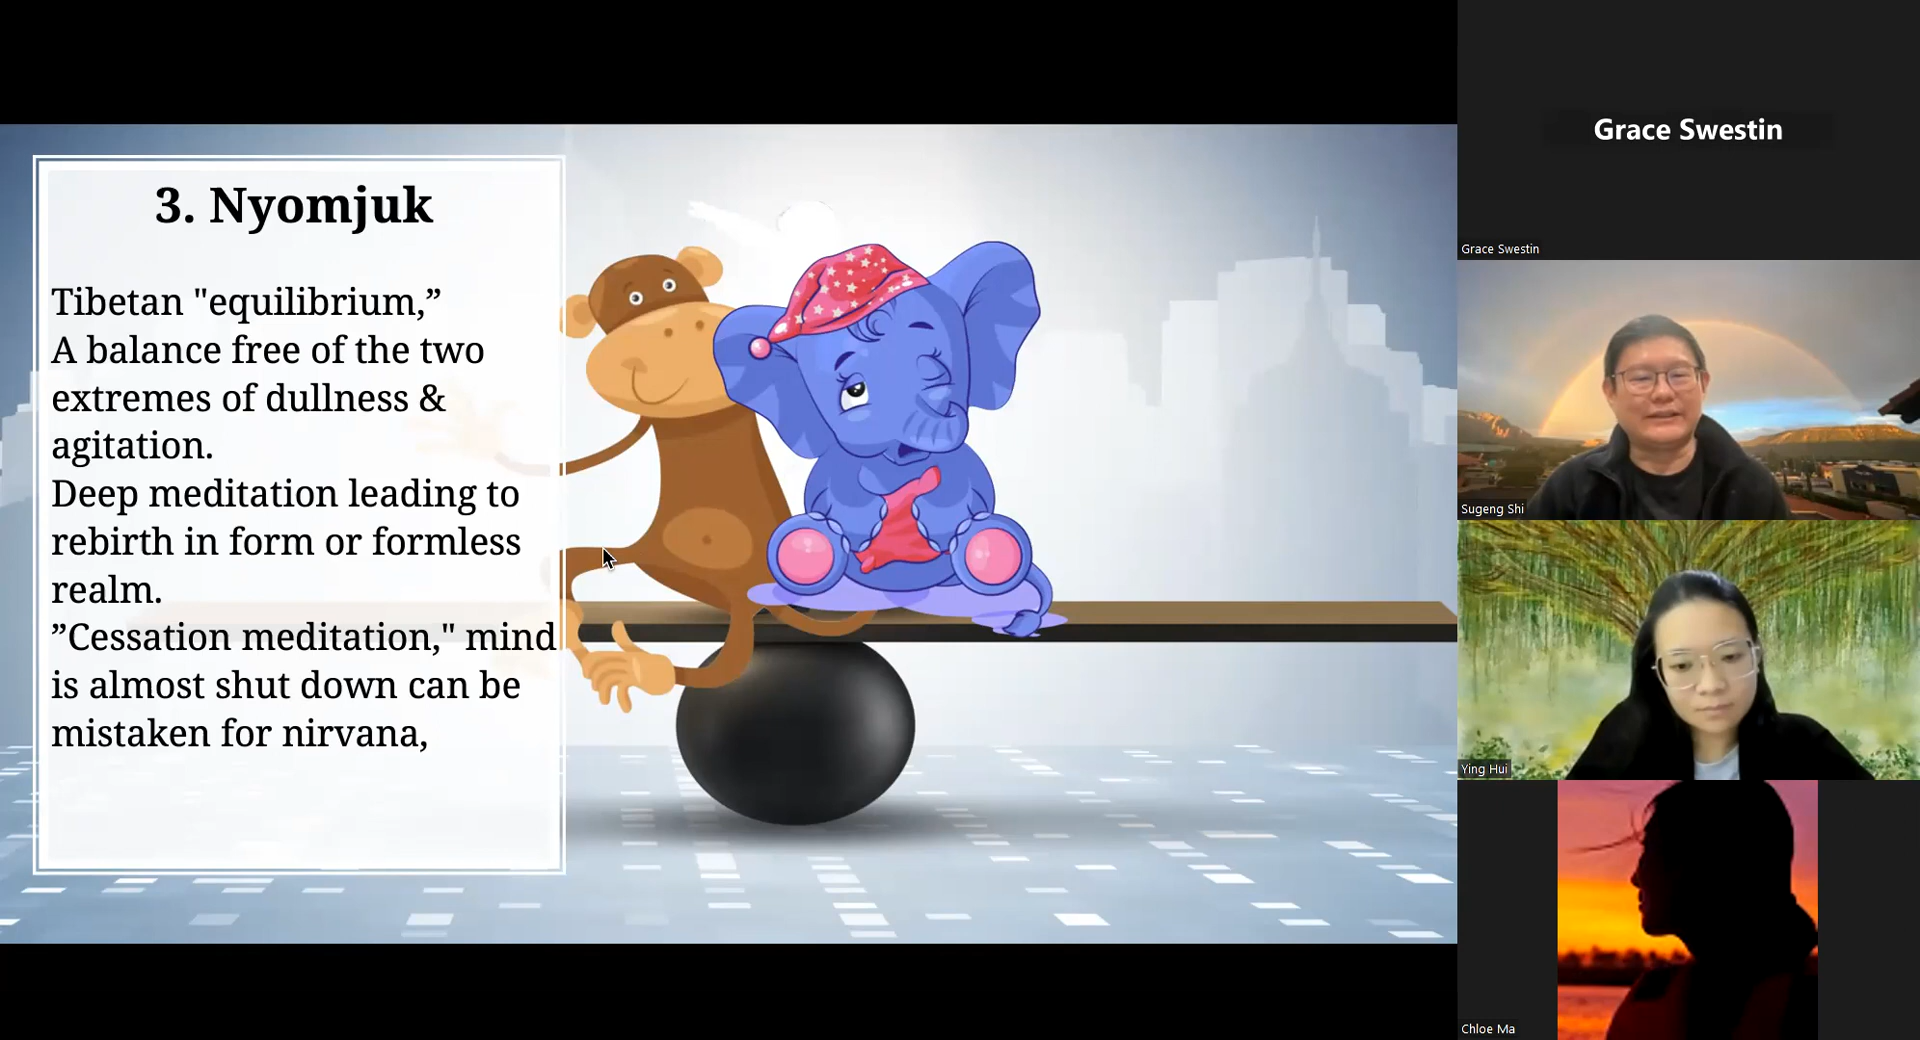 3. Nyomjuk
Tibetan "equilibrium,”
A balance free of the two
extremes of dullness &
agitation.
Deep meditation leading to
rebirth in form or formless
realm.
”Cessation meditation," mind
is almost shut down can be
mistaken for nirvana,
Grace Swestin
Grace Swestin
Sugeng Shi
Ying Hui
Chloe Ma